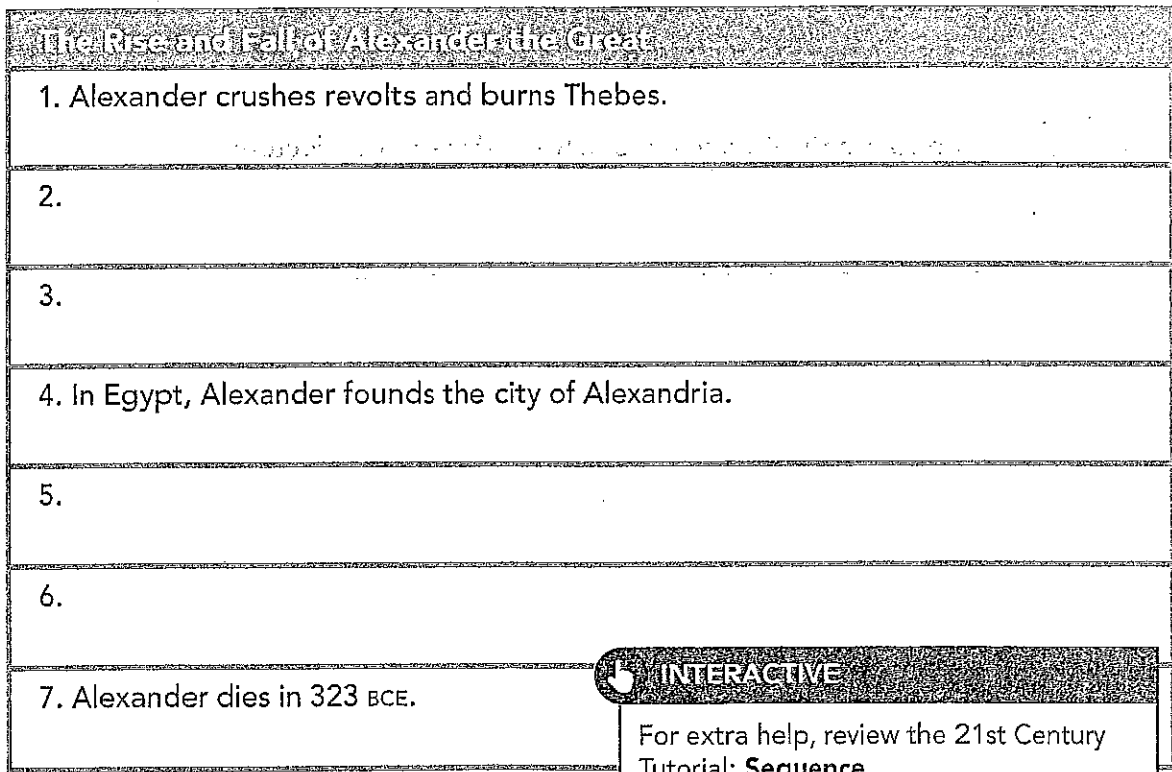 The Rise and Fall of Alexander the Great
1. Alexander crushes revolts and burns Thebes.
2.
3.
4. In Egypt, Alexander founds the city of Alexandria.
5.
6.
7. Alexander dies in 323 BCE.
INTERACTIVE
For extra help, review the 21st Century
Tutorial: Sequence